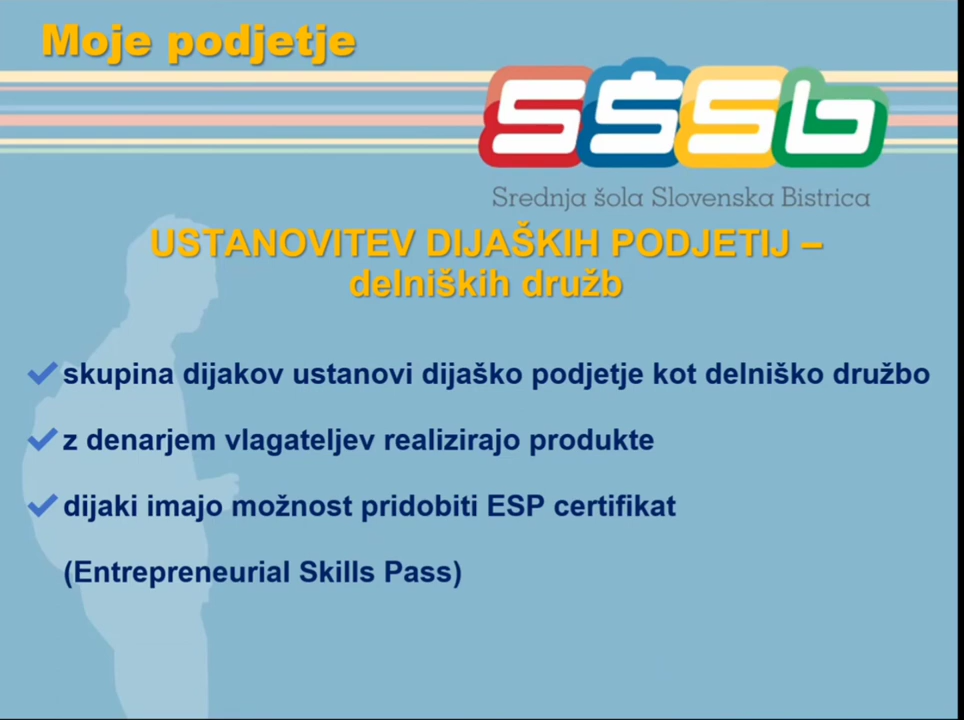 Moje podjetje
SŠSb
Srednja šola Slovenska Bistrica
USTANOVITEV DIJAŠKIH PODJETIJ –
delniških družb
skupina dijakov ustanovi dijaško podjetje kot delniško družbo
z denarjem vlagateljev realizirajo produkte
dijaki imajo možnost pridobiti ESP certifikat
(Entrepreneurial Skills Pass)